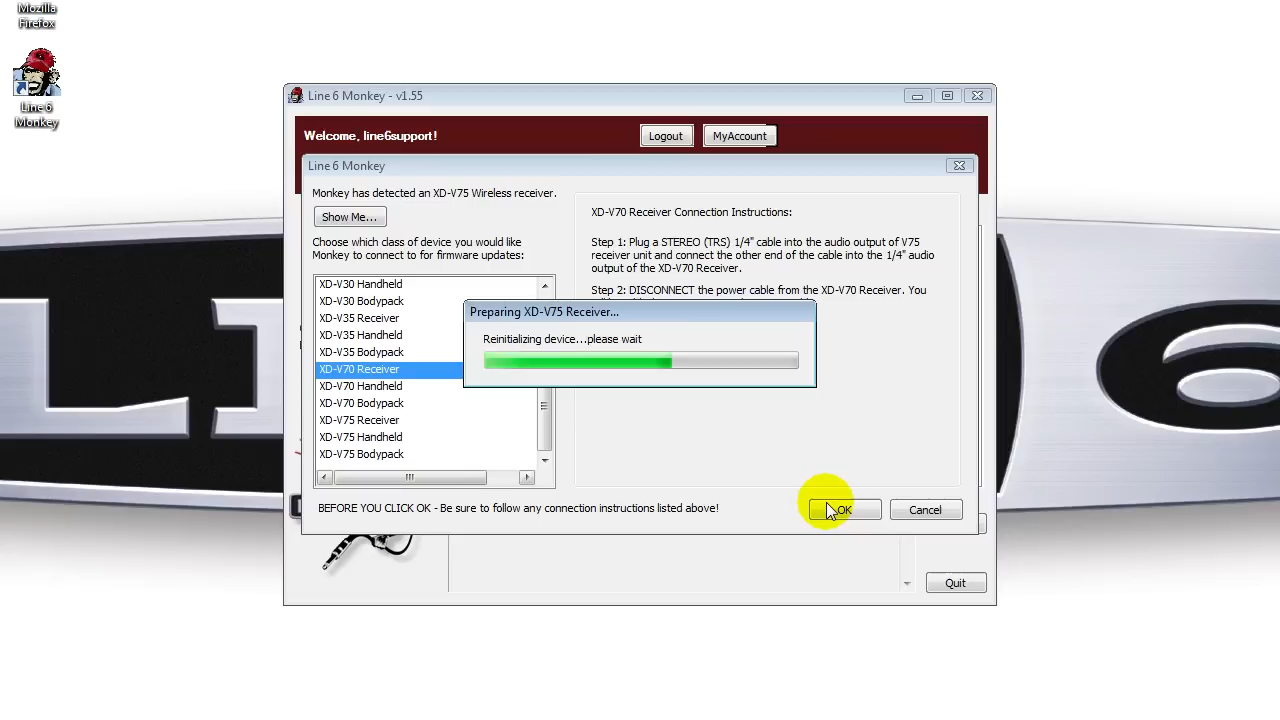 Mozilla
Firefox
Line 6
Monkey
Line 6 Monkey - v1.55
Welcome, line6support!
Logout
MyAccount
Line 6 Monkey
Monkey has detected an XD-V75 Wireless receiver.
Show Me...
Choose which class of device you would like
Monkey to connect to for firmware updates:
XD-V30 Handheld
XD-V30 Bodypack
XD-V35 Receiver
XD-V35 Handheld
XD-V35 Bodypack
XD-V70 Receiver
XD-V70 Handheld
XD-V70 Bodypack
XD-V75 Receiver
XD-V75 Handheld
XD-V75 Bodypack
XD-V70 Receiver Connection Instructions:
Step 1: Plug a STEREO (TRS) 1/4" cable into the audio output of V75
receiver unit and connect the other end of the cable into the 1/4" audio
output of the XD-V70 Receiver.
Step 2: DISCONNECT the power cable from the XD-V70 Receiver. You
Preparing XD-V75 Receiver...
Reinitializing device...please wait
BEFORE YOU CLICK OK - Be sure to follow any connection instructions listed above!
OK
Cancel
Quit
LI 6